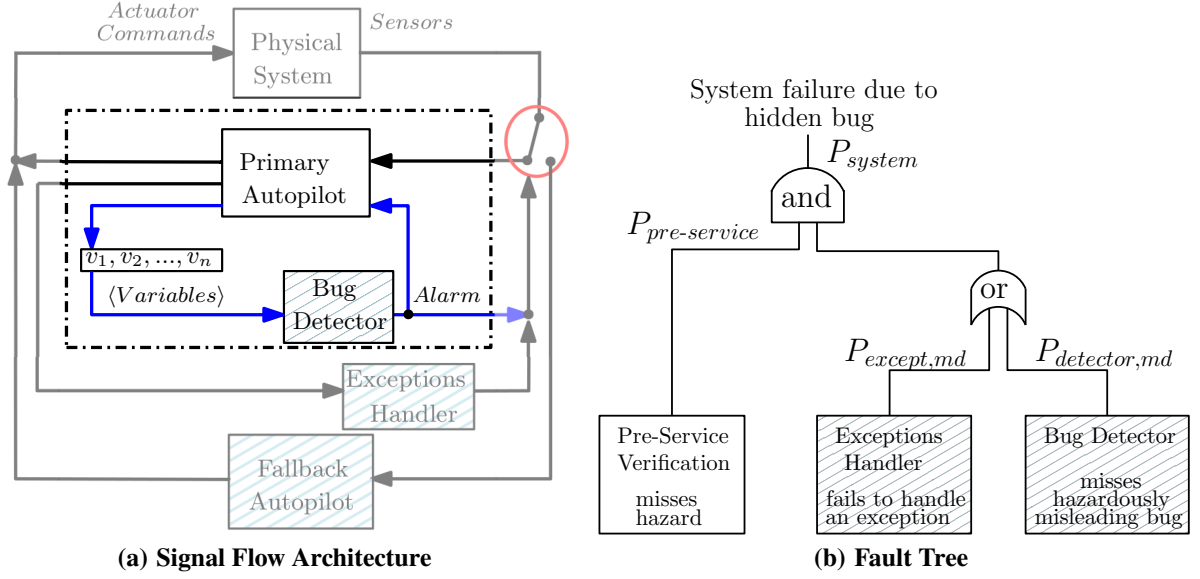 Actuator
Commands
Sensors
Physical
System
Primary
Autopilot
v1, v2, ..., vn
⟨Variables⟩
Bug
Detector
Alarm
Exceptions
Handler
Fallback
Autopilot
(a) Signal Flow Architecture
System failure due to
hidden bug
Psystem
and
Ppre-service
or
Pexcept,md
Pdetector,md
Pre-Service
Verification
misses
hazard
Exceptions
Handler
fails to handle
an exception
Bug Detector
misses
hazardously
misleading bug
(b) Fault Tree